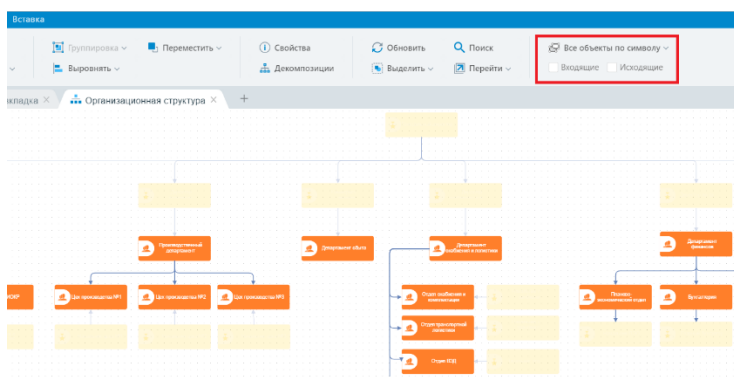 Вставка
Группировка
Переместить
Свойства
Обновить
Поиск
Все объекты по символу
Выровнять
Декомпозиции
Выделить
Перейти
Входящие
Исходящие
акладка
Организационная структура
Производственный
департамент
Департамент сбыта
Департамент
снабжения и логистики
Департамент
финансов
Цех производства №1
Цех производства №2
Цех производства №3
Отдел снабжения и
комплектации
Планово-
экономический отдел
Бухгалтерия
Отдел транспортной
логистики
Отдел ВЭД